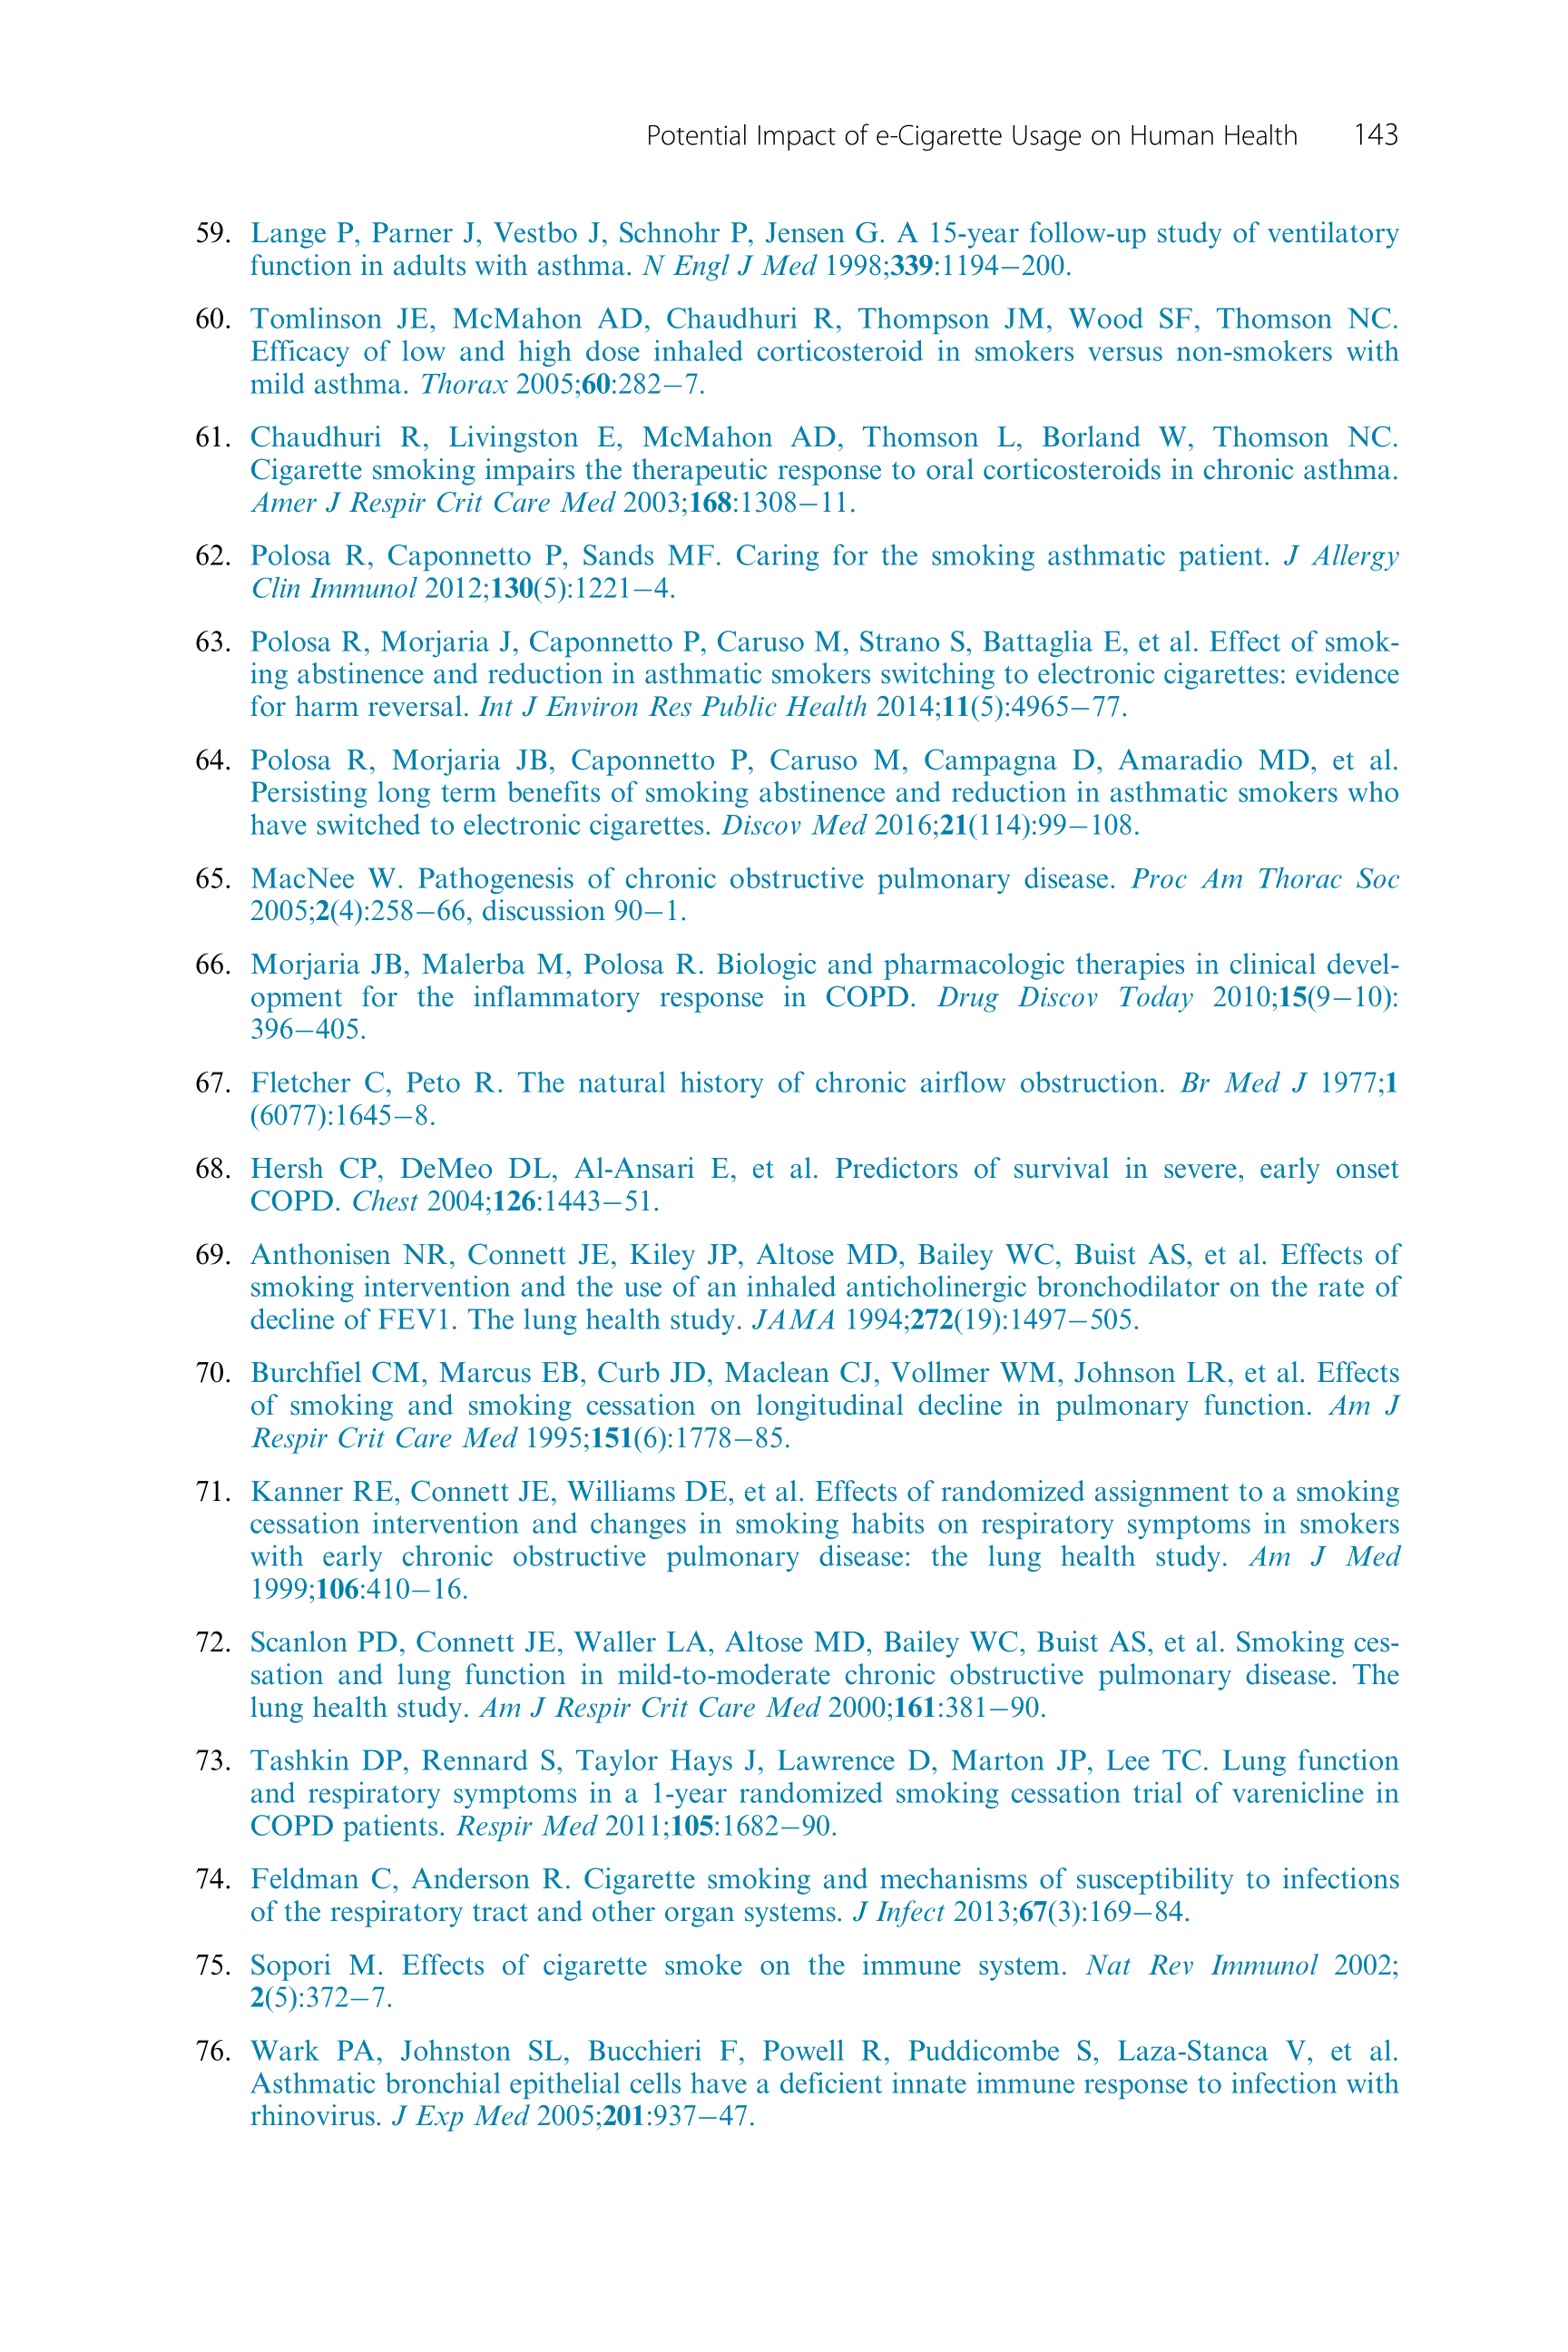 Potential Impact of e-Cigarette Usage on Human Health 143
59. Lange P, Parner J, Vestbo J, Schnohr P, Jensen G. A 15-year follow-up study of ventilatory
function in adults with asthma. N Engl J Med 1998;339:1194–200.
60. Tomlinson JE, McMahon AD, Chaudhuri R, Thompson JM, Wood SF, Thomson NC.
Efficacy of low and high dose inhaled corticosteroid in smokers versus non-smokers with
mild asthma. Thorax 2005;60:282–7.
61. Chaudhuri R, Livingston E, McMahon AD, Thomson L, Borland W, Thomson NC.
Cigarette smoking impairs the therapeutic response to oral corticosteroids in chronic asthma.
Amer J Respir Crit Care Med 2003;168:1308–11.
62. Polosa R, Caponnetto P, Sands MF. Caring for the smoking asthmatic patient. J Allergy
Clin Immunol 2012;130(5):1221–4.
63. Polosa R, Morjaria J, Caponnetto P, Caruso M, Strano S, Battaglia E, et al. Effect of smok-
ing abstinence and reduction in asthmatic smokers switching to electronic cigarettes: evidence
for harm reversal. Int J Environ Res Public Health 2014;11(5):4965–77.
64. Polosa R, Morjaria JB, Caponnetto P, Caruso M, Campagna D, Amaradio MD, et al.
Persisting long term benefits of smoking abstinence and reduction in asthmatic smokers who
have switched to electronic cigarettes. Discov Med 2016;21(114):99–108.
65. MacNee W. Pathogenesis of chronic obstructive pulmonary disease. Proc Am Thorac Soc
2005;2(4):258–66, discussion 90–1.
66. Morjaria JB, Malerba M, Polosa R. Biologic and pharmacologic therapies in clinical devel-
opment for the inflammatory response in COPD. Drug Discov Today 2010;15(9–10):
396–405.
67. Fletcher C, Peto R. The natural history of chronic airflow obstruction. Br Med J 1977;1
(6077):1645–8.
68. Hersh CP, DeMeo DL, Al-Ansari E, et al. Predictors of survival in severe, early onset
COPD. Chest 2004;126:1443–51.
69. Anthonisen NR, Connett JE, Kiley JP, Altose MD, Bailey WC, Buist AS, et al. Effects of
smoking intervention and the use of an inhaled anticholinergic bronchodilator on the rate of
decline of FEV1. The lung health study. JAMA 1994;272(19):1497–505.
70. Burchfiel CM, Marcus EB, Curb JD, Maclean CJ, Vollmer WM, Johnson LR, et al. Effects
of smoking and smoking cessation on longitudinal decline in pulmonary function. Am J
Respir Crit Care Med 1995;151(6):1778–85.
71. Kanner RE, Connett JE, Williams DE, et al. Effects of randomized assignment to a smoking
cessation intervention and changes in smoking habits on respiratory symptoms in smokers
with early chronic obstructive pulmonary disease: the lung health study. Am J Med
1999;106:410–16.
72. Scanlon PD, Connett JE, Waller LA, Altose MD, Bailey WC, Buist AS, et al. Smoking ces-
sation and lung function in mild-to-moderate chronic obstructive pulmonary disease. The
lung health study. Am J Respir Crit Care Med 2000;161:381–90.
73. Tashkin DP, Rennard S, Taylor Hays J, Lawrence D, Marton JP, Lee TC. Lung function
and respiratory symptoms in a 1-year randomized smoking cessation trial of varenicline in
COPD patients. Respir Med 2011;105:1682–90.
74. Feldman C, Anderson R. Cigarette smoking and mechanisms of susceptibility to infections
of the respiratory tract and other organ systems. J Infect 2013;67(3):169–84.
75. Sopori M. Effects of cigarette smoke on the immune system. Nat Rev Immunol 2002;
2(5):372–7.
76. Wark PA, Johnston SL, Bucchieri F, Powell R, Puddicombe S, Laza-Stanca V, et al.
Asthmatic bronchial epithelial cells have a deficient innate immune response to infection with
rhinovirus. J Exp Med 2005;201:937–47.